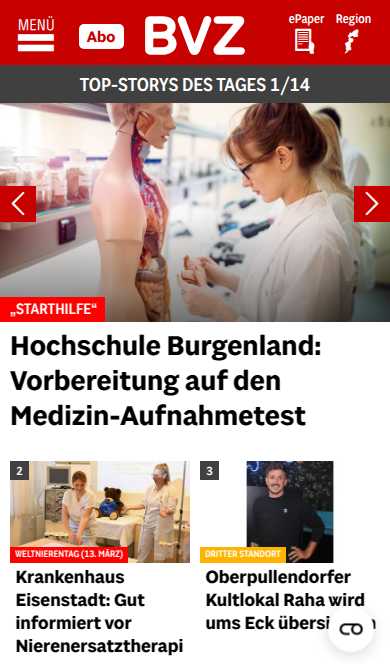 MENÜ
Abo
BVZ
ePaper
Region
TOP-STORYS DES TAGES 1/14
„STARTHILFE“
Hochschule Burgenland:
Vorbereitung auf den
Medizin-Aufnahmetest
2
WELTNIERENTAG (13. MÄRZ)
Krankenhaus
Eisenstadt: Gut
informiert vor
Nierenersatztherapi
3
DRITTER STANDORT
Oberpullendorfer
Kultlokal Raha wird
ums Eck